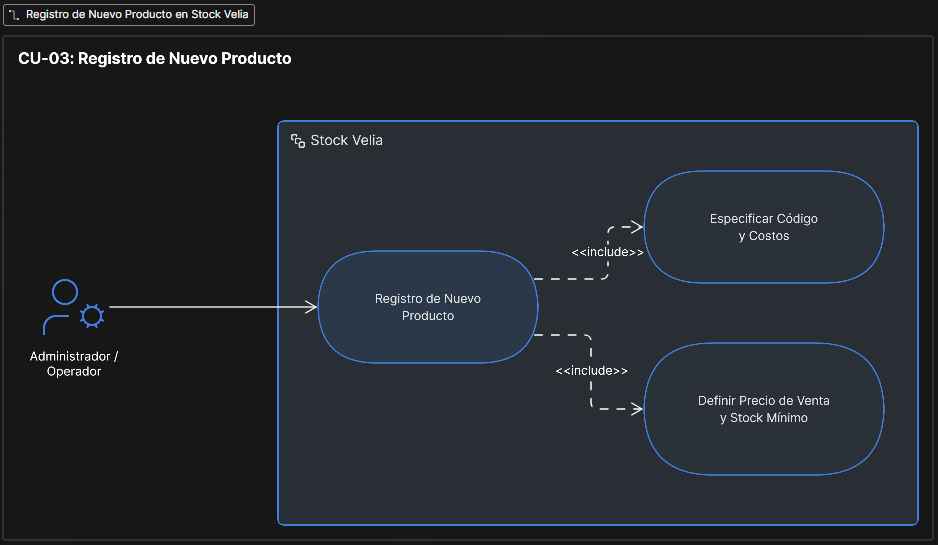 Registro de Nuevo Producto en Stock Velia
CU-03: Registro de Nuevo Producto
Stock Velia
Especificar Código
y Costos
<<include>>
Registro de Nuevo
Producto
Administrador /
Operador
<<include>>
Definir Precio de Venta
y Stock Mínimo